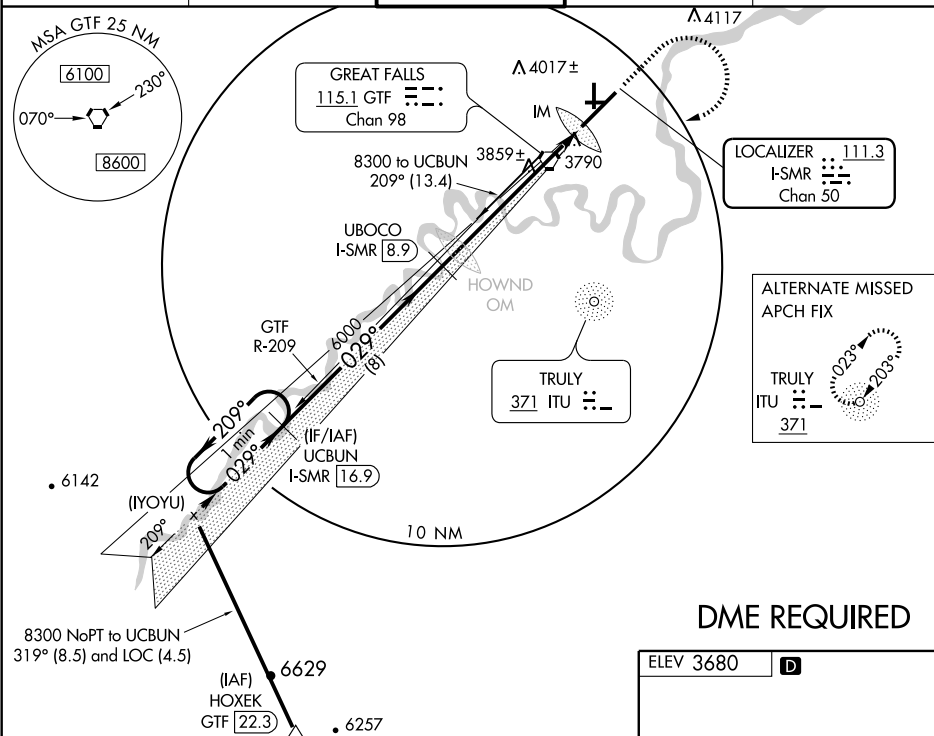 MSA GTF 25 NM
6100
230°
070°
8600
GREAT FALLS
115.1 GTF
Chan 98
4117
4017±
IM
3859±
3790
LOCALIZER 111.3
I-SMR
Chan 50
8300 to UCBUN
209° (13.4)
UBOCO
I-SMR 8.9
HOWND
OM
ALTERNATE MISSED
APCH FIX
TRULY
ITU
371
023°
203°
GTF
R-209
6000
029°
(8)
TRULY
371 ITU
209°
1 min
029°
(IF/IAF)
UCBUN
I-SMR 16.9
6142
(IYOYU)
209°
10 NM
8300 NoPT to UCBUN
319° (8.5) and LOC (4.5)
(IAF)
HOXEK
GTF 22.3
6629
6257
DME REQUIRED
ELEV 3680 D